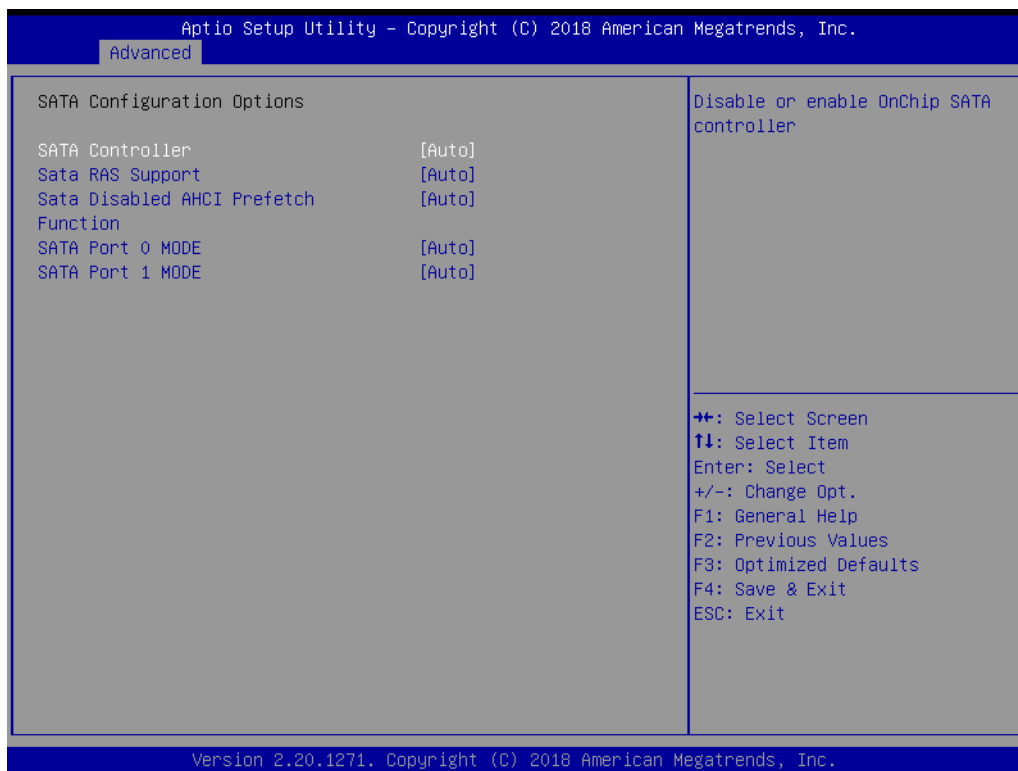 Aptio Setup Utility – Copyright (C) 2018 American Megatrends, Inc.
Advanced
SATA Configuration Options
SATA Controller [Auto]
Sata RAS Support [Auto]
Sata Disabled AHCI Prefetch [Auto]
Function
SATA Port 0 MODE [Auto]
SATA Port 1 MODE [Auto]
Disable or enable OnChip SATA
controller
→←: Select Screen
↑↓: Select Item
Enter: Select
+/-: Change Opt.
F1: General Help
F2: Previous Values
F3: Optimized Defaults
F4: Save & Exit
ESC: Exit
Version 2.20.1271. Copyright (C) 2018 American Megatrends, Inc.